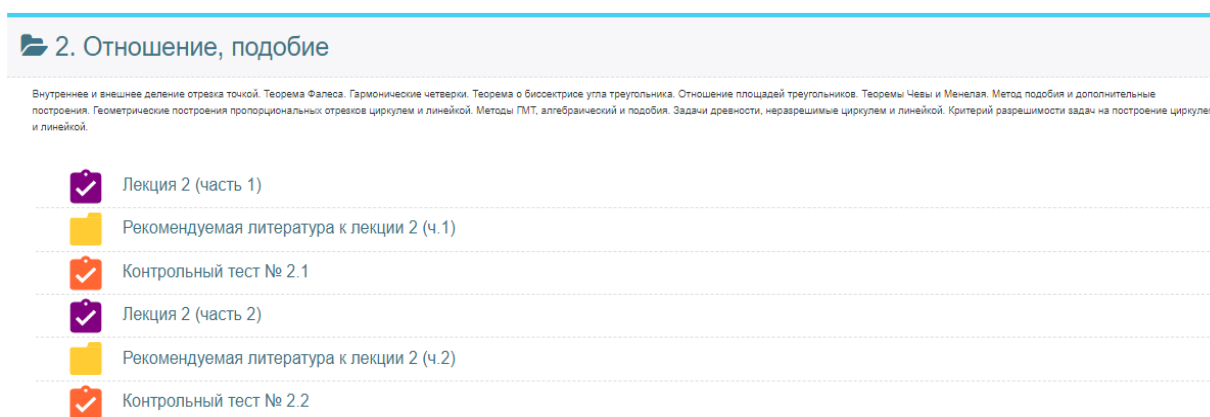 2. Отношение, подобие
Внутреннее и внешнее деление отрезка точкой. Теорема Фалеса. Гармонические четверки. Теорема о биссектрисе угла треугольника. Отношение площадей треугольников. Теоремы Чевы и Менелая. Метод подобия и дополнительные
построения. Геометрические построения пропорциональных отрезков циркулем и линейкой. Методы ГМТ, алгебраический и подобия. Задачи древности, неразрешимые циркулем и линейкой. Критерий разрешимости задач на построение циркулем
и линейкой.
Лекция 2 (часть 1)
Рекомендуемая литература к лекции 2 (ч.1)
Контрольный тест № 2.1
Лекция 2 (часть 2)
Рекомендуемая литература к лекции 2 (ч.2)
Контрольный тест № 2.2